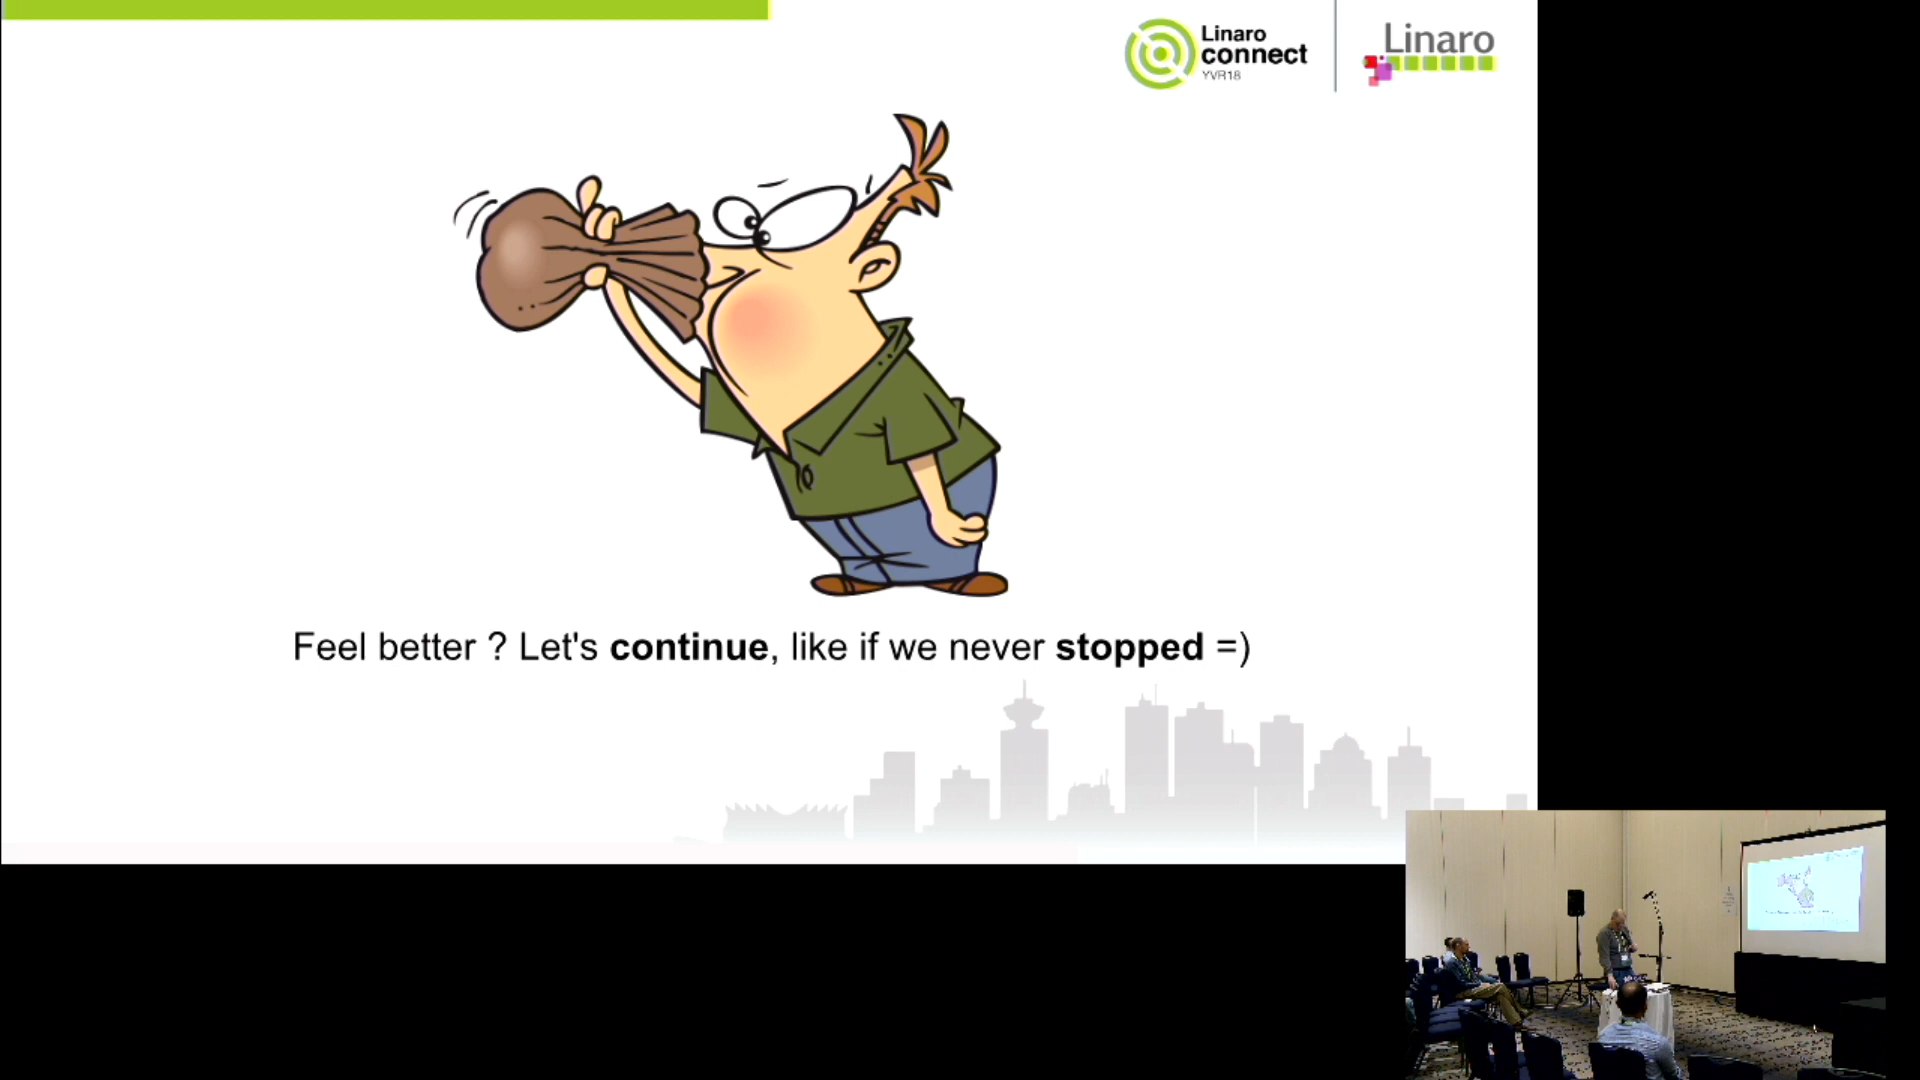 Linaro
connect
YVR18
Linaro
Feel better ? Let's continue, like if we never stopped =)